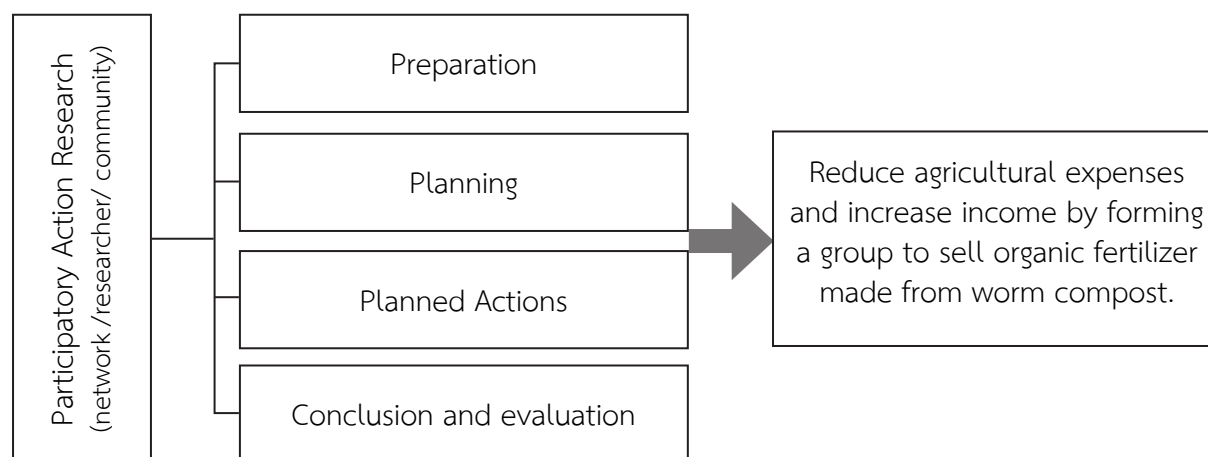 Participatory Action Research
(network /researcher/ community)
Preparation
Planning
Planned Actions
Conclusion and evaluation
Reduce agricultural expenses
and increase income by forming
a group to sell organic fertilizer
made from worm compost.